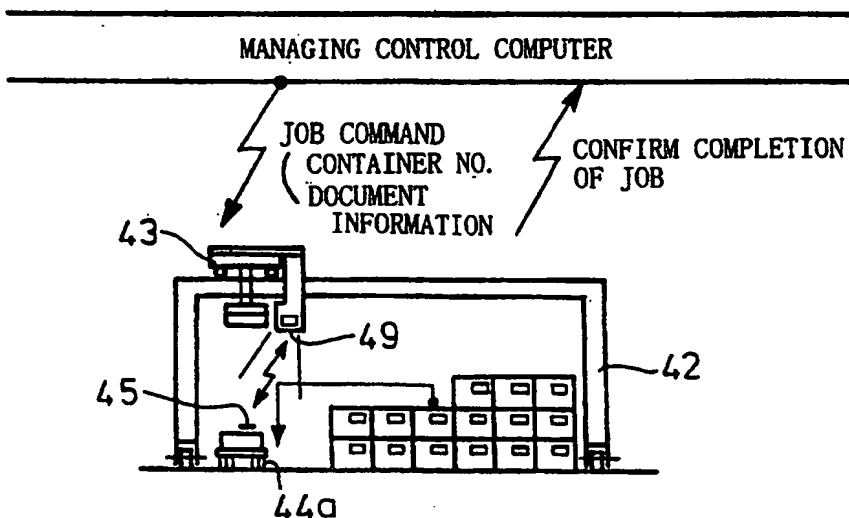 MANAGING CONTROL COMPUTER
JOB COMMAND
CONTAINER NO.
DOCUMENT
INFORMATION
CONFIRM COMPLETION
OF JOB
43
49
42
45
44a